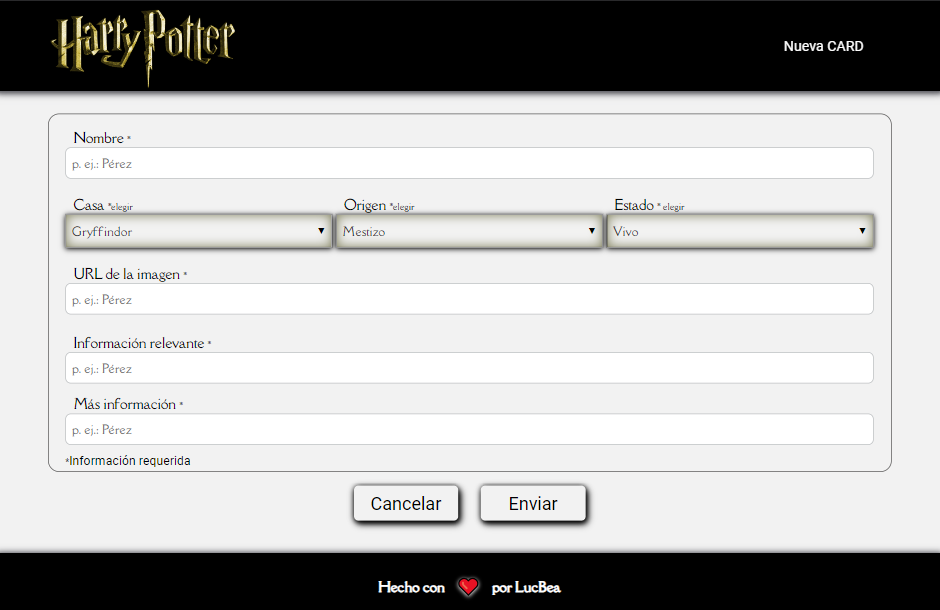 Harry Potter
Nueva CARD
Nombre *
p. ej.: Pérez
Casa *elegir
Origen *elegir
Estado * elegir
Gryffindor
Mestizo
Vivo
URL de la imagen *
p. ej.: Pérez
Información relevante *
p. ej.: Pérez
Más información *
p. ej.: Pérez
*Información requerida
Cancelar
Enviar
Hecho con ❤ por LucBea